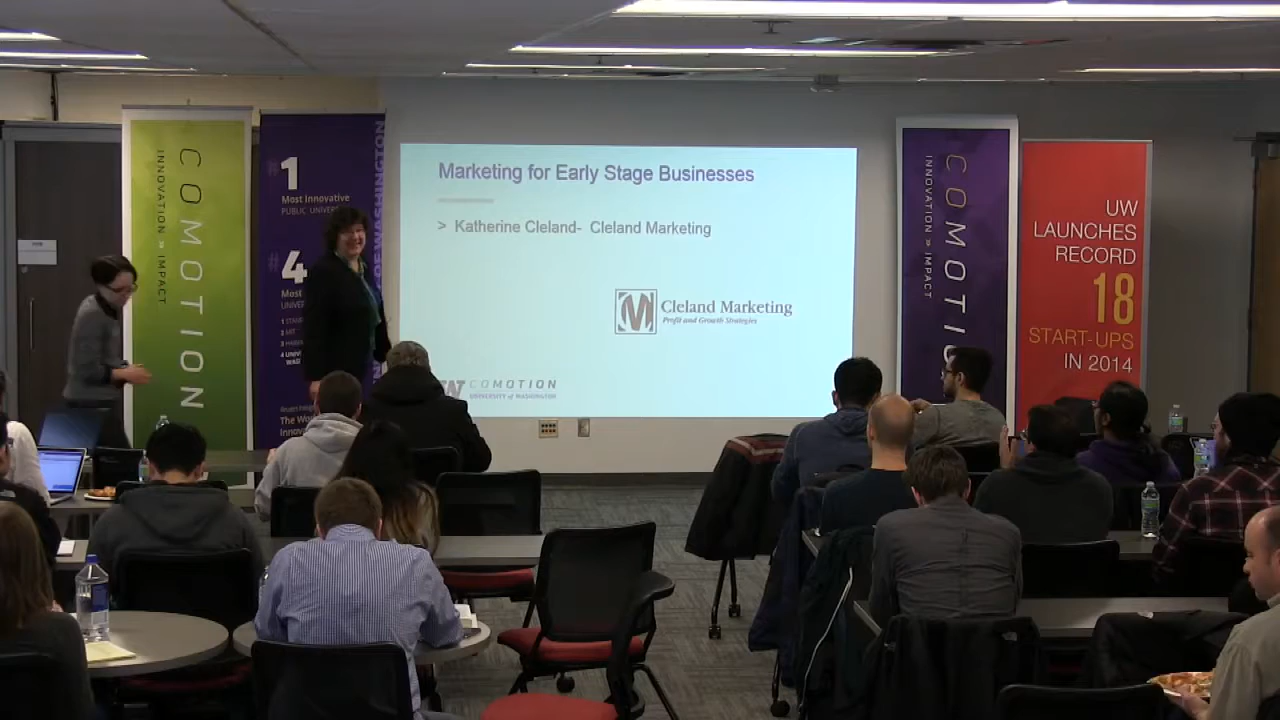 COMOTION
INNOVATION » IMPACT
#1
Most Innovative
PUBLIC
#4
Most
OF WASHINGTON
Marketing for Early Stage Businesses
> Katherine Cleland- Cleland Marketing
Cleland Marketing
Profit and Growth Strategies
W COMOTION
UNIVERSITY of WASHINGTON
COMOTION
INNOVATION » IMPACT
UW
LAUNCHES
RECORD
18
START-UPS
IN 2014